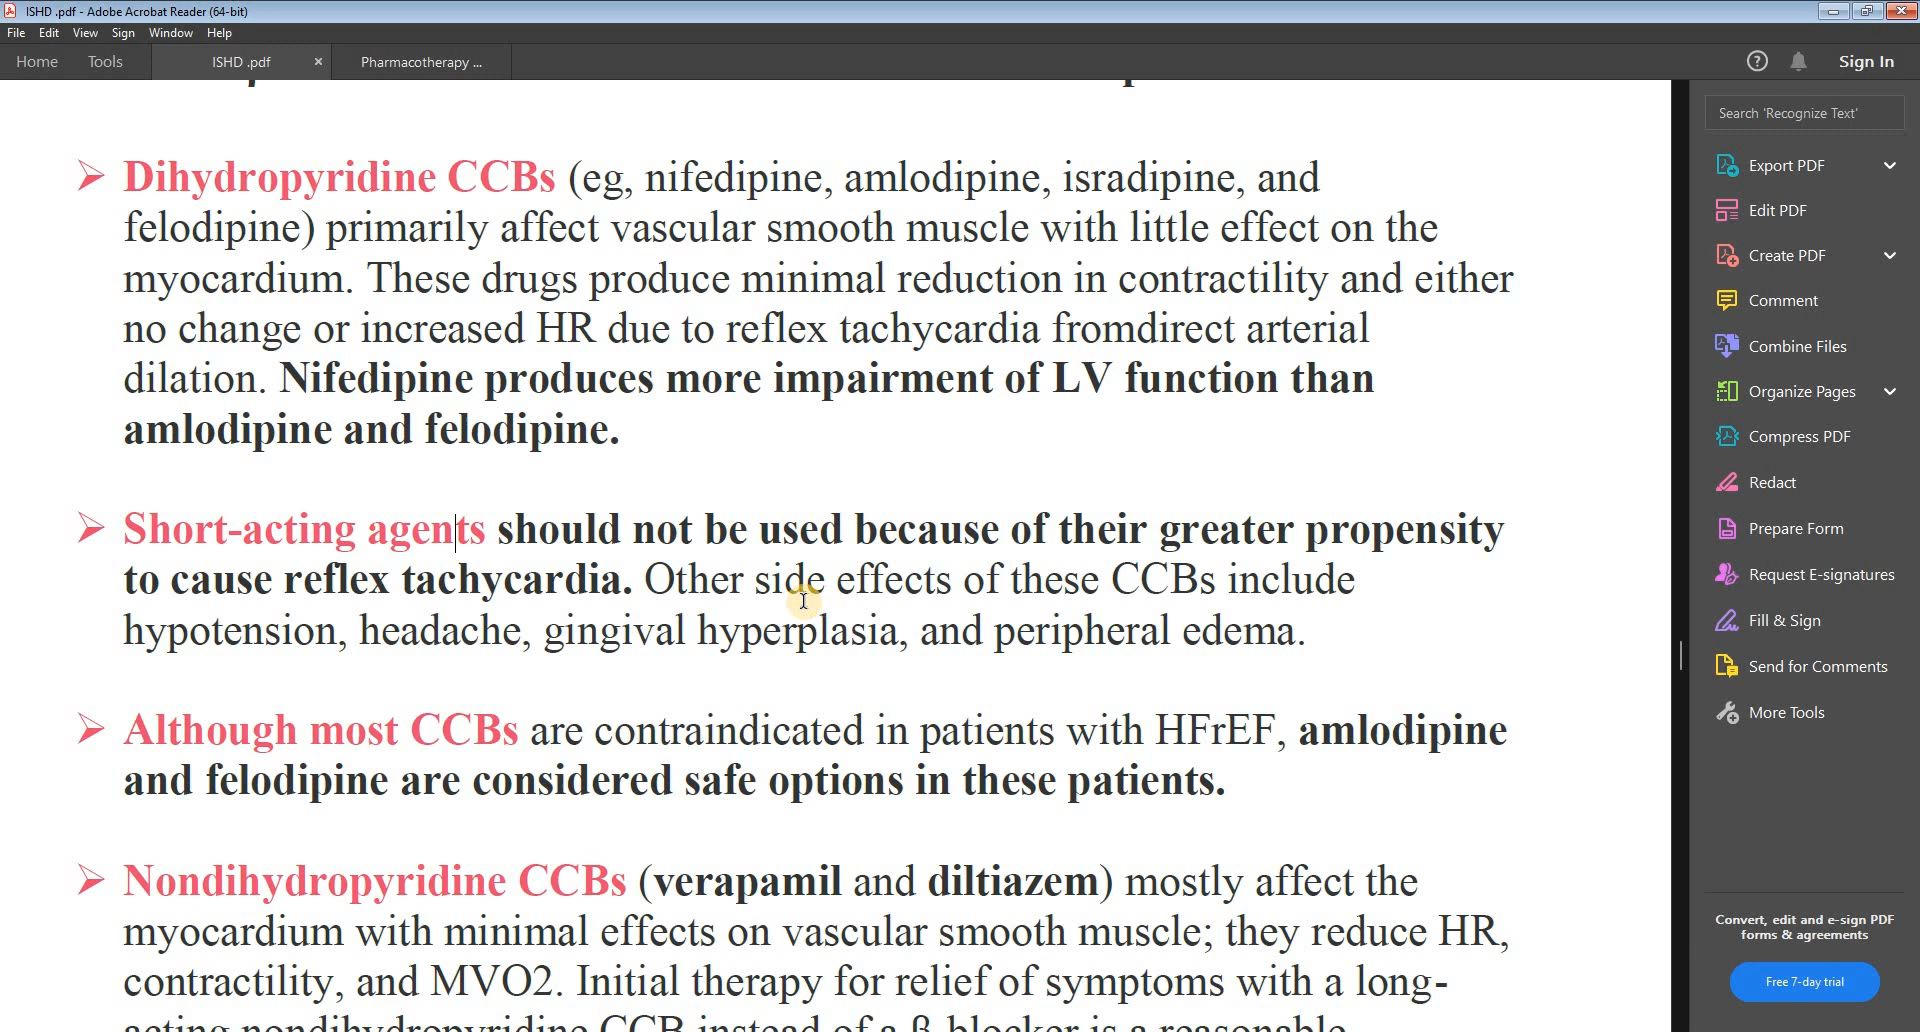 ISHD .pdf - Adobe Acrobat Reader (64-bit)
File Edit View Sign Window Help
Home Tools ISHD .pdf × Pharmacotherapy ... Sign In
Search 'Recognize Text'
Dihydropyridine CCBs (eg, nifedipine, amlodipine, isradipine, and
felodipine) primarily affect vascular smooth muscle with little effect on the
myocardium. These drugs produce minimal reduction in contractility and either
no change or increased HR due to reflex tachycardia fromdirect arterial
dilation. Nifedipine produces more impairment of LV function than
amlodipine and felodipine.
Short-acting agents should not be used because of their greater propensity
to cause reflex tachycardia. Other side effects of these CCBs include
hypotension, headache, gingival hyperplasia, and peripheral edema.
Although most CCBs are contraindicated in patients with HFrEF, amlodipine
and felodipine are considered safe options in these patients.
Nondihydropyridine CCBs (verapamil and diltiazem) mostly affect the
myocardium with minimal effects on vascular smooth muscle; they reduce HR,
contractility, and MVO2. Initial therapy for relief of symptoms with a long-
acting nondihydropyridine CCB instead of a β-blocker is a reasonable
Export PDF
Edit PDF
Create PDF
Comment
Combine Files
Organize Pages
Compress PDF
Redact
Prepare Form
Request E-signatures
Fill & Sign
Send for Comments
More Tools
Convert, edit and e-sign PDF
forms & agreements
Free 7-day trial